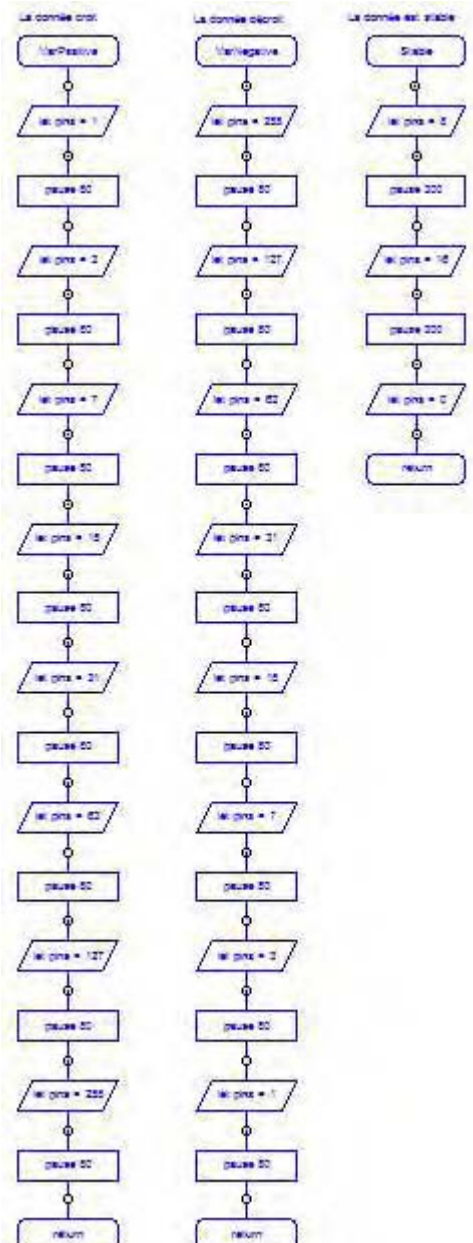 La donnée croit
VarPositive
let pins = 1
pause 50
let pins = 3
pause 50
let pins = 7
pause 50
let pins = 15
pause 50
let pins = 31
pause 50
let pins = 63
pause 50
let pins = 127
pause 50
let pins = 255
pause 50
return
La donnée décroit
VarNegative
let pins = 255
pause 50
let pins = 127
pause 50
let pins = 63
pause 50
let pins = 31
pause 50
let pins = 15
pause 50
let pins = 7
pause 50
let pins = 3
pause 50
let pins = 1
pause 50
return
La donnée est stable
Stable
let pins =
pause 200
let pins = 16
pause 200
let pins = 0
return